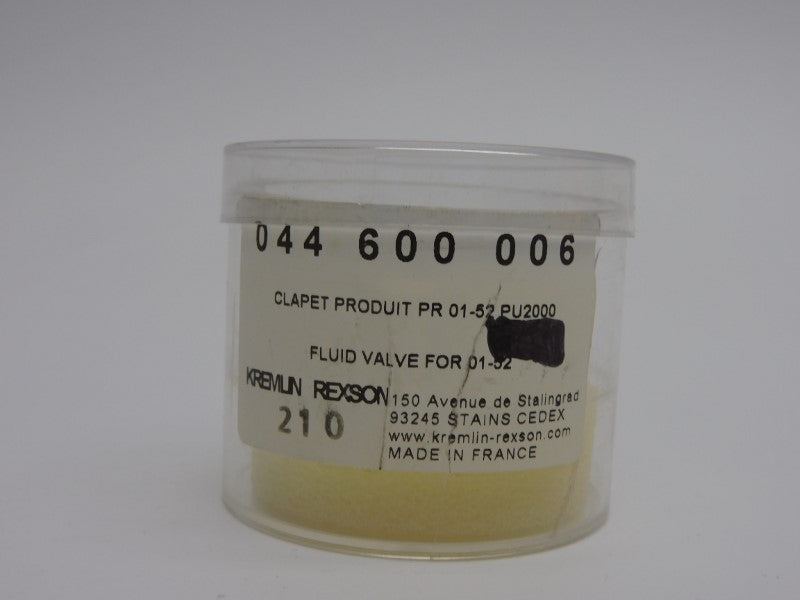 044 600 006
CLAPET PRODUIT PR 01-52 PU2000
FLUID VALVE FOR 01-52
KREMLIN REXSON
210
150 Avenue de Stalingrad
93245 STAINS CEDEX
www.kremlin-rexson.com
MADE IN FRANCE